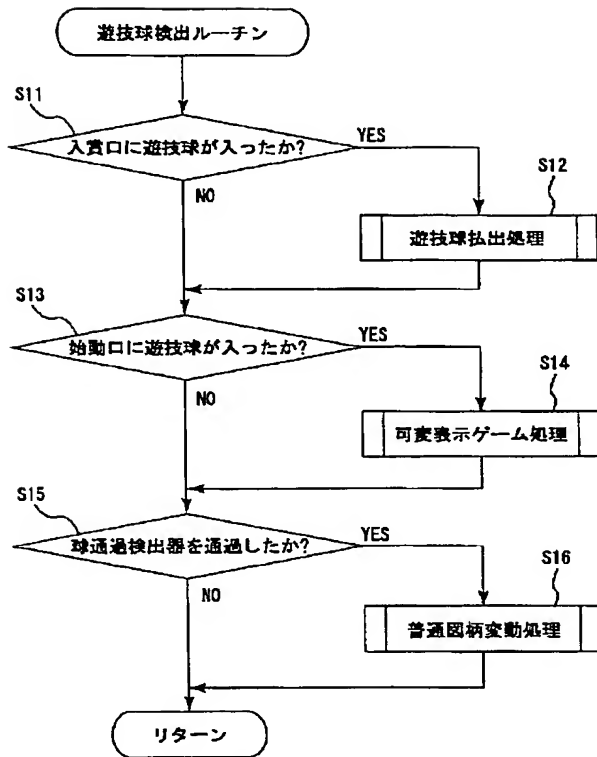 遊技球検出ルーチン
S11
入賞口に遊技球が入ったか?
YES
NO
S12
遊技球払出処理
S13
始動口に遊技球が入ったか?
YES
NO
S14
可変表示ゲーム処理
S15
球通過検出器を通過したか?
YES
NO
S16
普通図柄変動処理
リターン